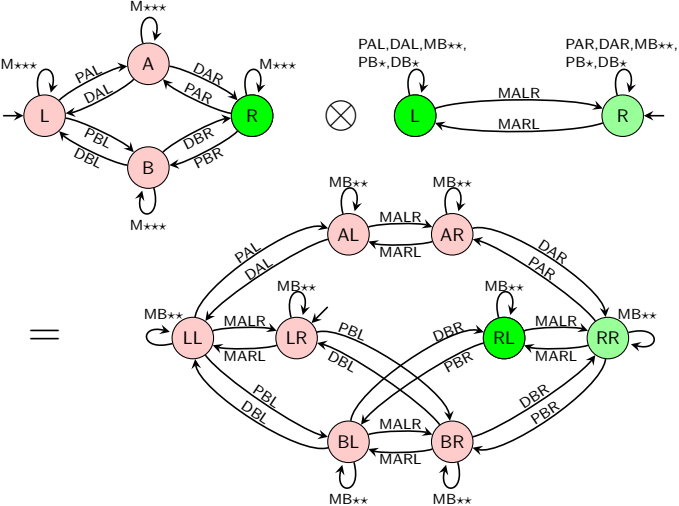 M⋆⋆⋆
M⋆⋆⋆
A
M⋆⋆⋆
PAL
DAL
DAR
PAR
L
R
PBL
DBL
DBR
PBR
B
M⋆⋆⋆
⊗
PAL,DAL,MB⋆⋆,
PB⋆,DB⋆
PAR,DAR,MB⋆⋆,
PB⋆,DB⋆
L
MALR
MARL
R
=
MB⋆⋆
MB⋆⋆
AL
MALR
MARL
AR
PAL
DAL
DAR
PAR
MB⋆⋆
MB⋆⋆
MB⋆⋆
MB⋆⋆
LL
MALR
MARL
LR
PBL
DBL
DBR
PBR
RL
MALR
MARL
RR
PBL
DBL
DBR
PBR
BL
MALR
MARL
BR
MB⋆⋆
MB⋆⋆